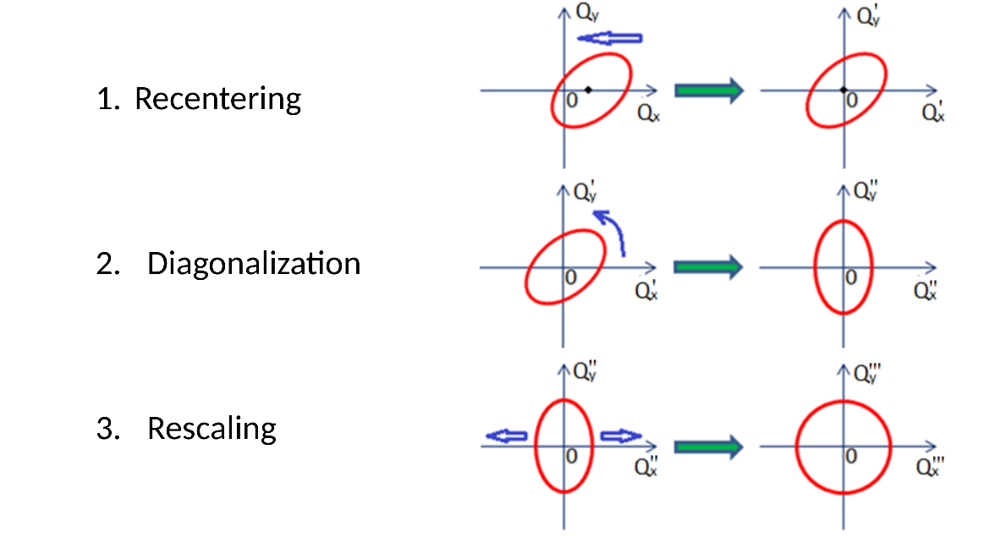 Qy
Q'y
1. Recentering
0
Qx
0
Q'x
Q'y
Q''y
2. Diagonalization
0
Q'x
0
Q''x
Q''y
Q'''y
3. Rescaling
0
Q''x
0
Q'''x